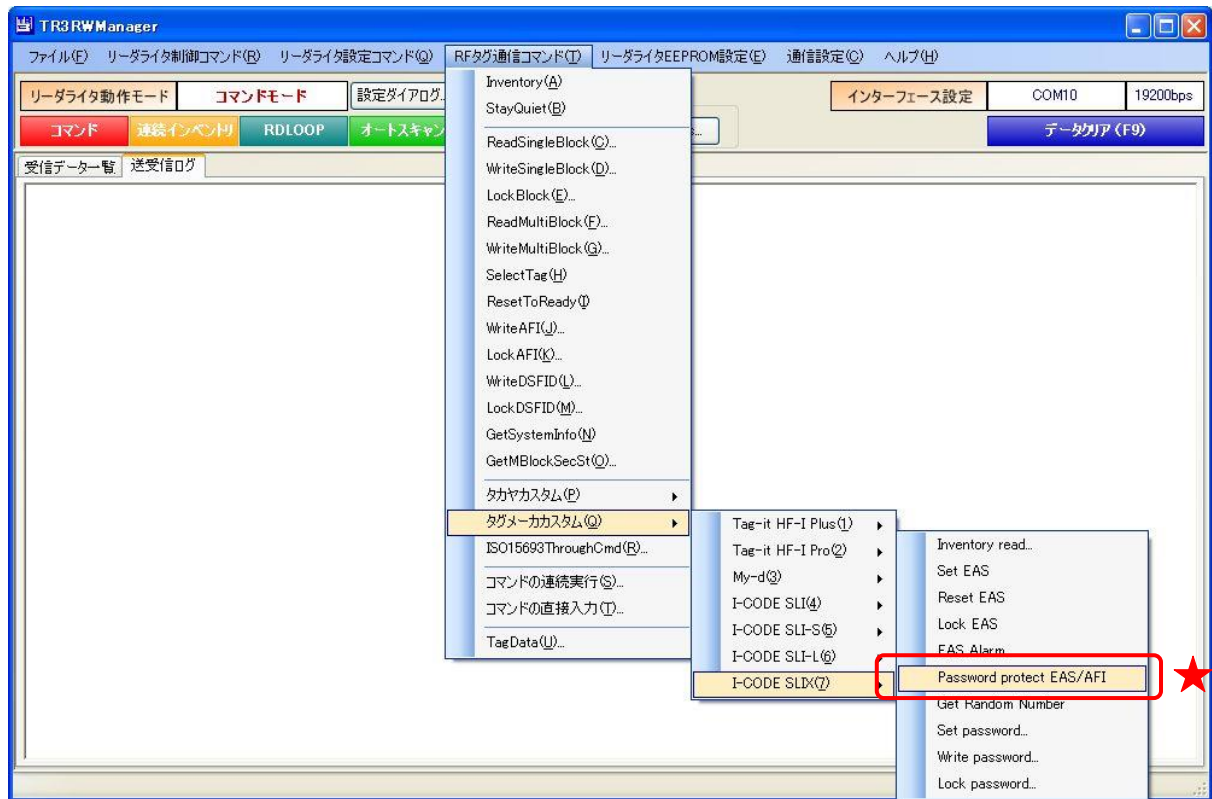 TR3RWManager
ファイル(F) リーダライタ制御コマンド(R) リーダライタ設定コマンド(Q) RFタグ通信コマンド(T) リーダライタEEPROM設定(E) 通信設定(C) ヘルプ(H)
リーダライタ動作モード コマンドモード 設定ダイアログ インターフェース設定 COM10 19200bps
コマンド 連続インベントリ RDLOOP オートスキャン データクリア (F9)
受信データ一覧 送受信ログ
Inventory(A)
StayQuiet(B)
ReadSingleBlock(C)...
WriteSingleBlock(D)...
LockBlock(E)...
ReadMultiBlock(F)...
WriteMultiBlock(G)...
SelectTag(H)
ResetToReady(I)
WriteAFI(J)...
LockAFI(K)...
WriteDSFID(L)...
LockDSFID(M)...
GetSystemInfo(N)
GetMBlockSecSt(O)...
タカヤカスタム(P)
タグメーカカスタム(Q)
ISO15693ThroughCmd(R)...
コマンドの連続実行(S)...
コマンドの直接入力(T)...
TagData(U)...
Tag-it HF-I Plus(1)
Tag-it HF-I Pro(2)
My-d(3)
I-CODE SLI(4)
I-CODE SLI-S(5)
I-CODE SLI-L(6)
I-CODE SLIX(7)
Inventory read...
Set EAS
Reset EAS
Lock EAS
EAS Alarm
Password protect EAS/AFI
Get Random Number
Set password...
Write password...
Lock password...